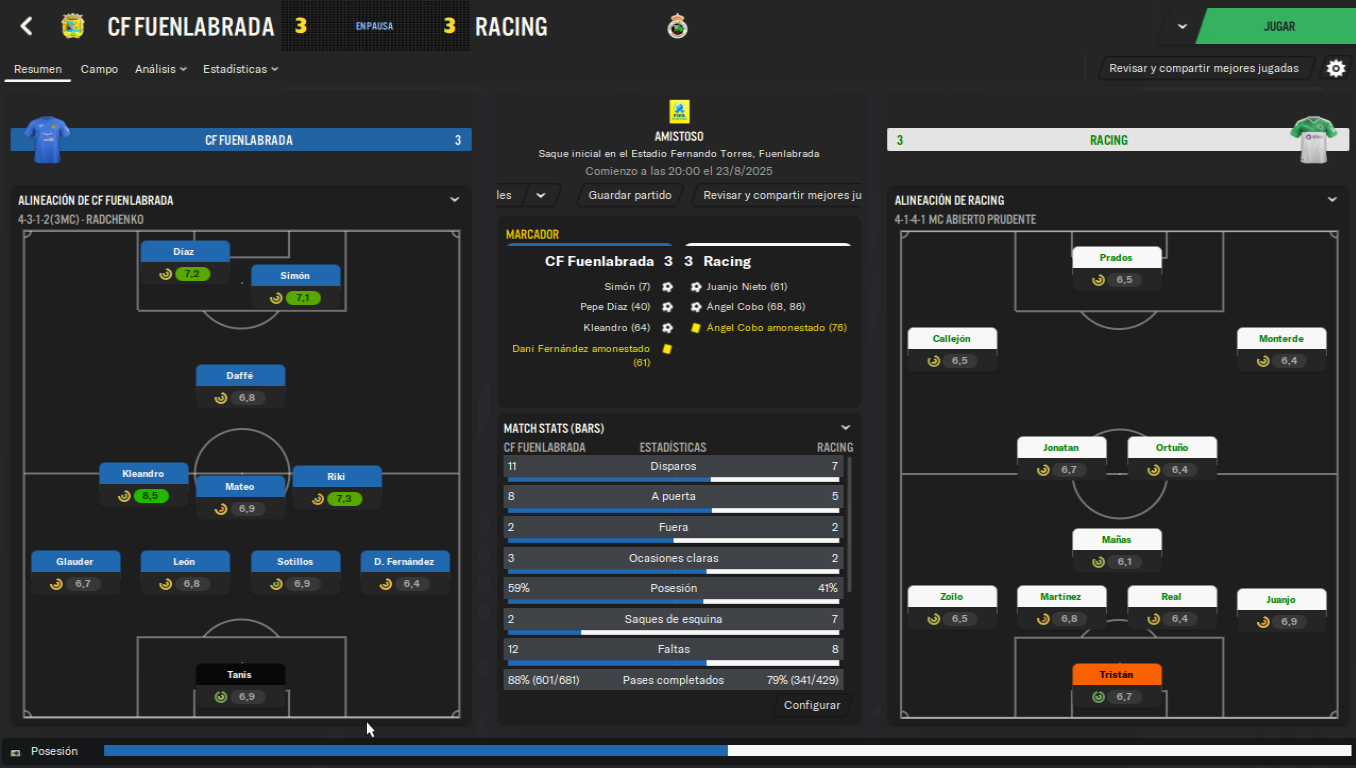 CF FUENLABRADA 3 EN PAUSA 3 RACING
JUGAR
Resumen Campo Análisis Estadísticas
Revisar y compartir mejores jugadas
CF FUENLABRADA 3
AMISTOSO
Saque inicial en el Estadio Fernando Torres, Fuenlabrada
Comienzo a las 20:00 el 23/8/2025
les Guardar partido Revisar y compartir mejores ju
3 RACING
ALINEACIÓN DE CF FUENLABRADA
4-3-1-2(3MC) - RADCHENKO
Díaz
7,2
Simón
7,1
Daffé
6,8
Kleandro
8,5
Mateo
6,9
Riki
7,3
Glauder
6,7
León
6,8
Sotillos
6,9
D. Fernández
6,4
Tanis
6,9
MARCADOR
CF Fuenlabrada 3 3 Racing
Simón (7) Juanjo Nieto (61)
Pepe Díaz (40) Ángel Cobo (68, 86)
Kleandro (64) Ángel Cobo amonestado (76)
Dani Fernández amonestado
(61)
MATCH STATS (BARS)
CF FUENLABRADA ESTADÍSTICAS RACING
11 Disparos 7
8 A puerta 5
2 Fuera 2
3 Ocasiones claras 2
59% Posesión 41%
2 Saques de esquina 7
12 Faltas 8
88% (601/681) Pases completados 79% (341/429)
Configurar
ALINEACIÓN DE RACING
4-1-4-1 MC ABIERTO PRUDENTE
Prados
6,5
Callejón
6,5
Monterde
6,4
Jonatan
6,7
Ortuño
6,4
Mañas
6,1
Zoilo
6,5
Martínez
6,8
Real
6,4
Juanjo
6,9
Tristán
6,7
Posesión